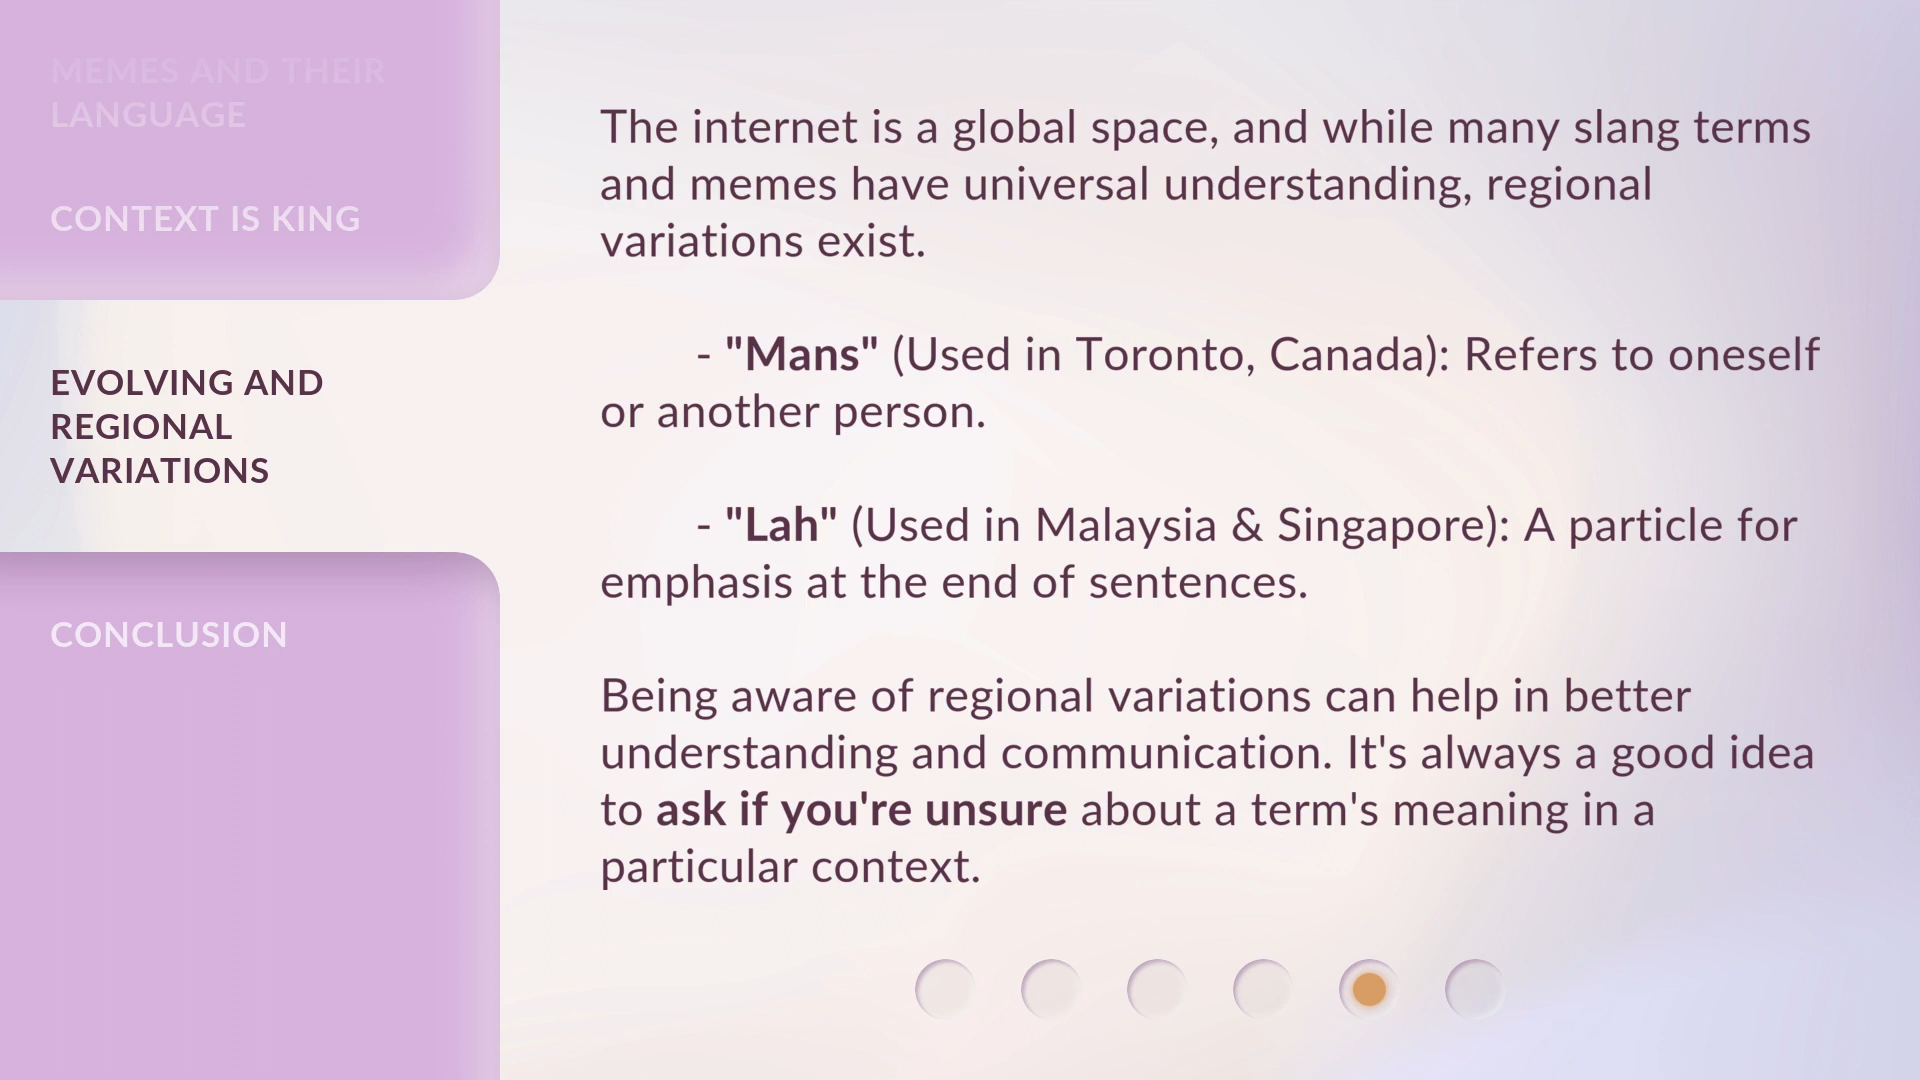 MEMES AND THEIR
LANGUAGE
CONTEXT IS KING
EVOLVING AND
REGIONAL
VARIATIONS
CONCLUSION
The internet is a global space, and while many slang terms
and memes have universal understanding, regional
variations exist.
- "Mans" (Used in Toronto, Canada): Refers to oneself
or another person.
- "Lah" (Used in Malaysia & Singapore): A particle for
emphasis at the end of sentences.
Being aware of regional variations can help in better
understanding and communication. It's always a good idea
to ask if you're unsure about a term's meaning in a
particular context.